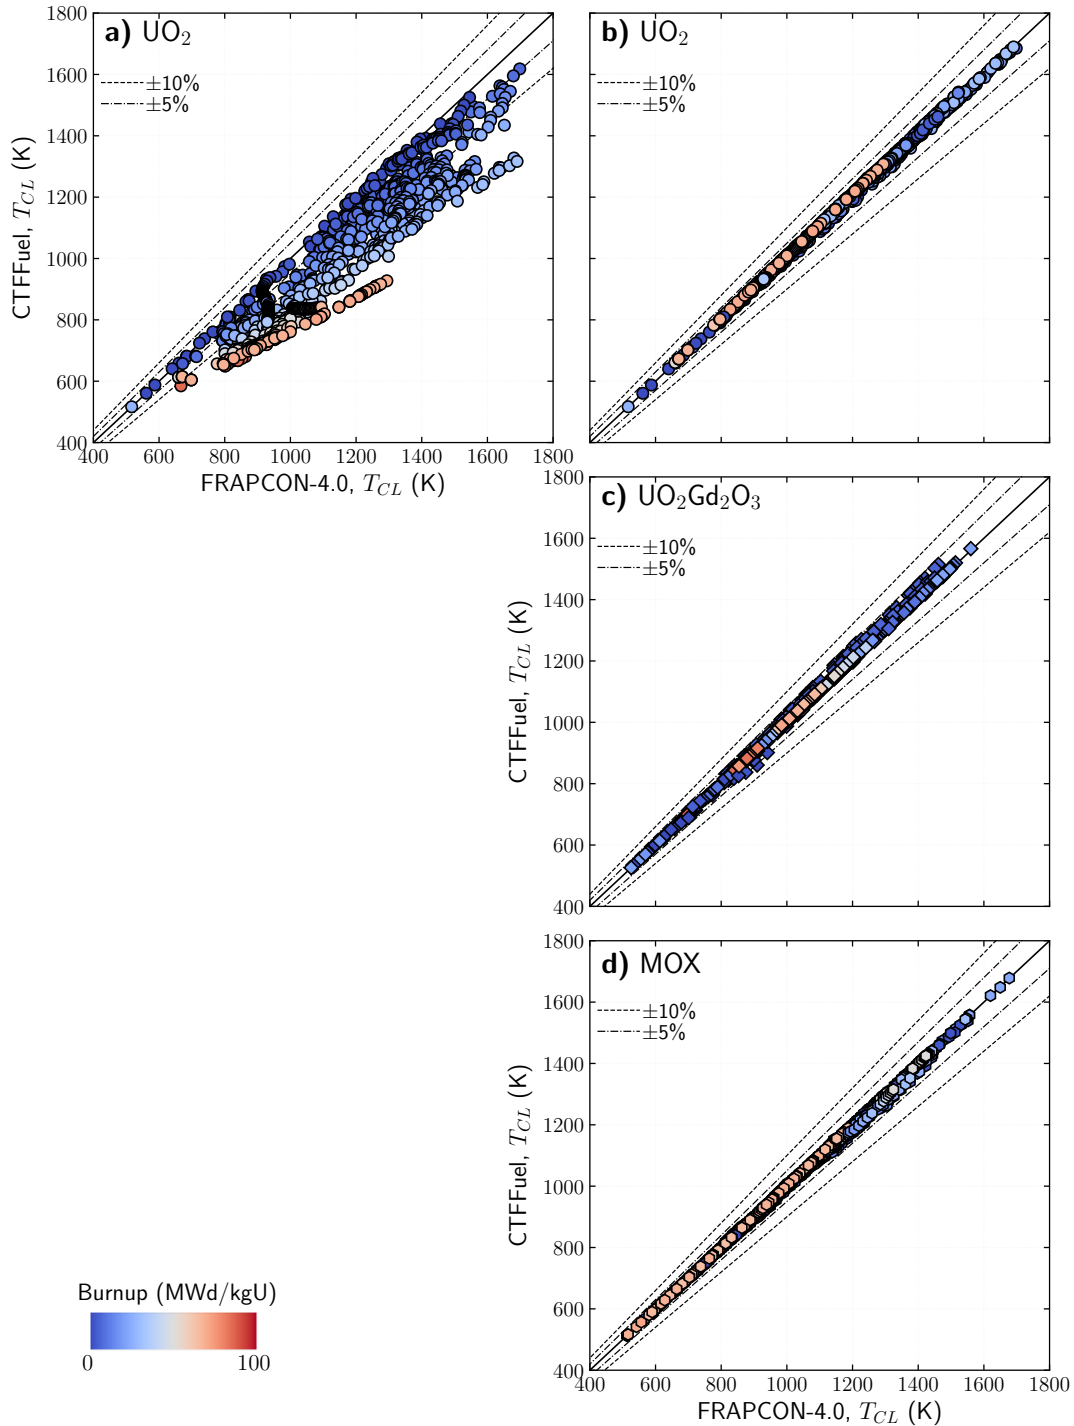 a) UO₂
±10%
±5%
1800
1600
1400
1200
1000
800
600
400
CTFFuel, T_CL (K)
400 600 800 1000 1200 1400 1600 1800
FRAPCON-4.0, T_CL (K)
b) UO₂
±10%
±5%
c) UO₂Gd₂O₃
±10%
±5%
1800
1600
1400
1200
1000
800
600
400
CTFFuel, T_CL (K)
d) MOX
±10%
±5%
1800
1600
1400
1200
1000
800
600
400
CTFFuel, T_CL (K)
400 600 800 1000 1200 1400 1600 1800
FRAPCON-4.0, T_CL (K)
Burnup (MWd/kgU)
0 100